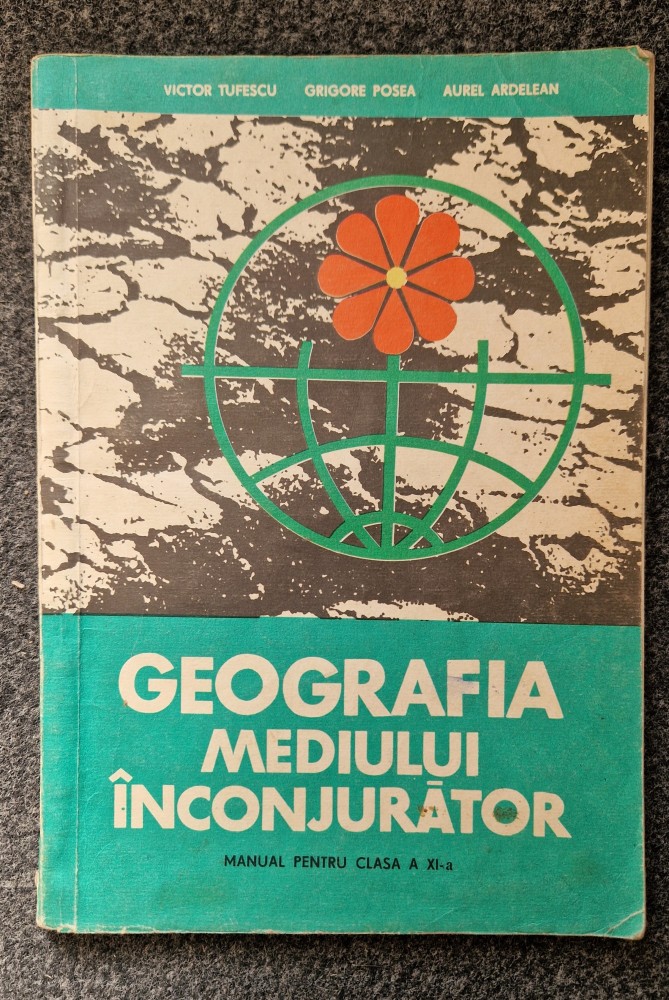 VICTOR TUFESCU GRIGORE POSEA AUREL ARDELEAN
GEOGRAFIA
MEDIULUI
ÎNCONJURĂTOR
MANUAL PENTRU CLASA A XI-a